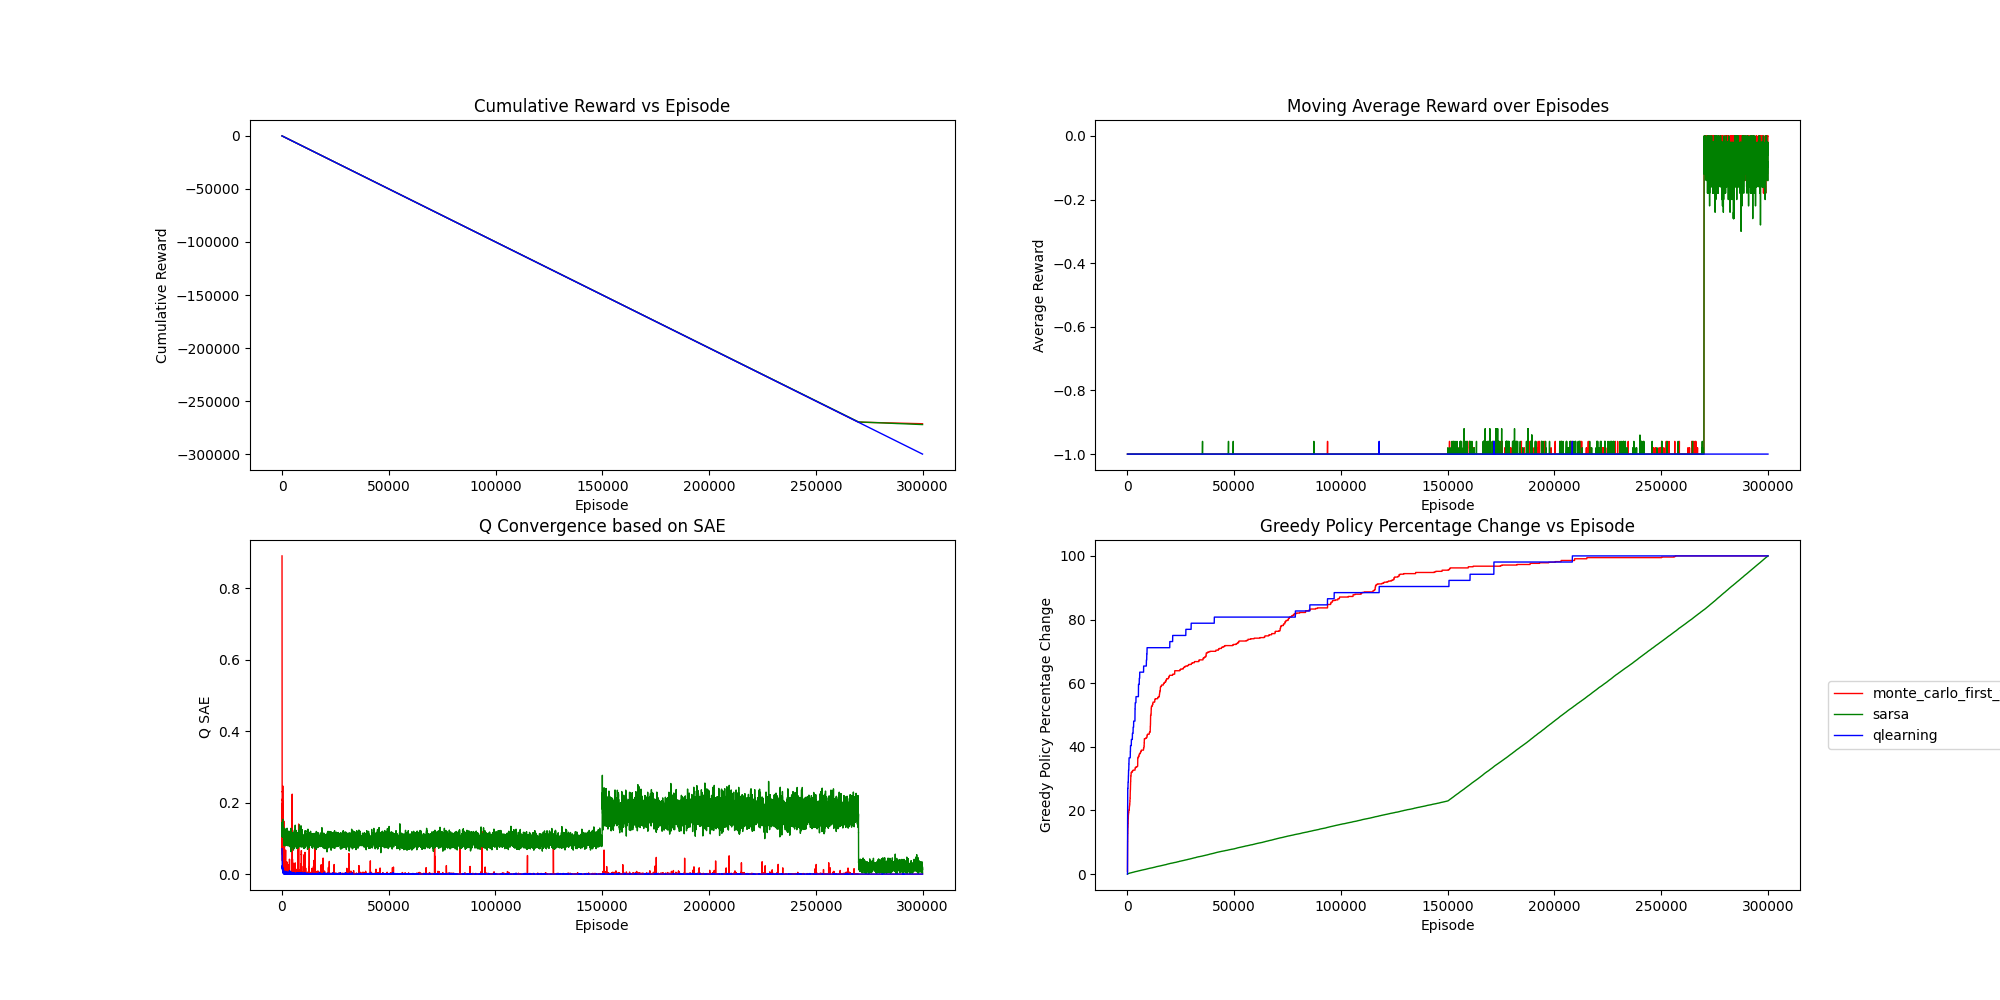 Cumulative Reward vs Episode
Cumulative Reward
0
−50000
−100000
−150000
−200000
−250000
−300000
0 50000 100000 150000 200000 250000 300000
Episode
Moving Average Reward over Episodes
Average Reward
0.0
−0.2
−0.4
−0.6
−0.8
−1.0
0 50000 100000 150000 200000 250000 300000
Episode
Q Convergence based on SAE
Q SAE
0.8
0.6
0.4
0.2
0.0
0 50000 100000 150000 200000 250000 300000
Episode
Greedy Policy Percentage Change vs Episode
Greedy Policy Percentage Change
100
80
60
40
20
0
0 50000 100000 150000 200000 250000 300000
Episode
monte_carlo_first_
sarsa
qlearning